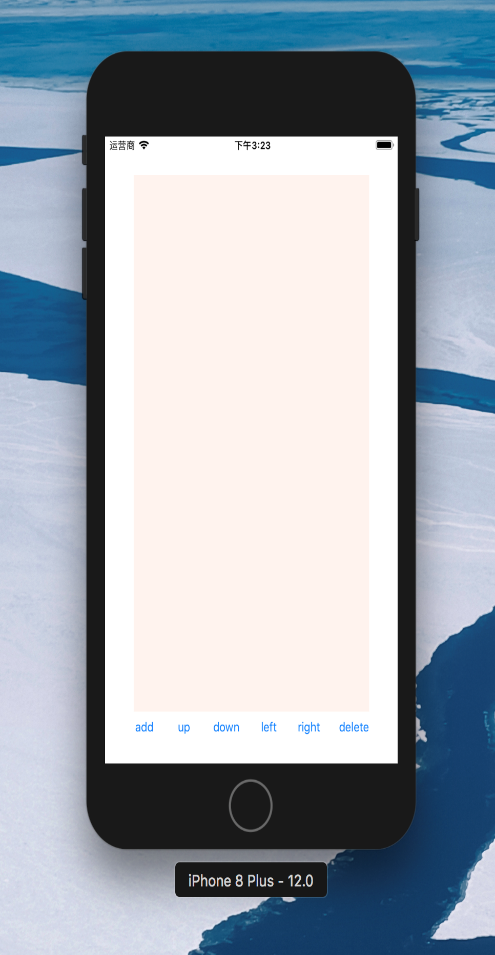 运营商 下午3:23
add up down left right delete
iPhone 8 Plus - 12.0